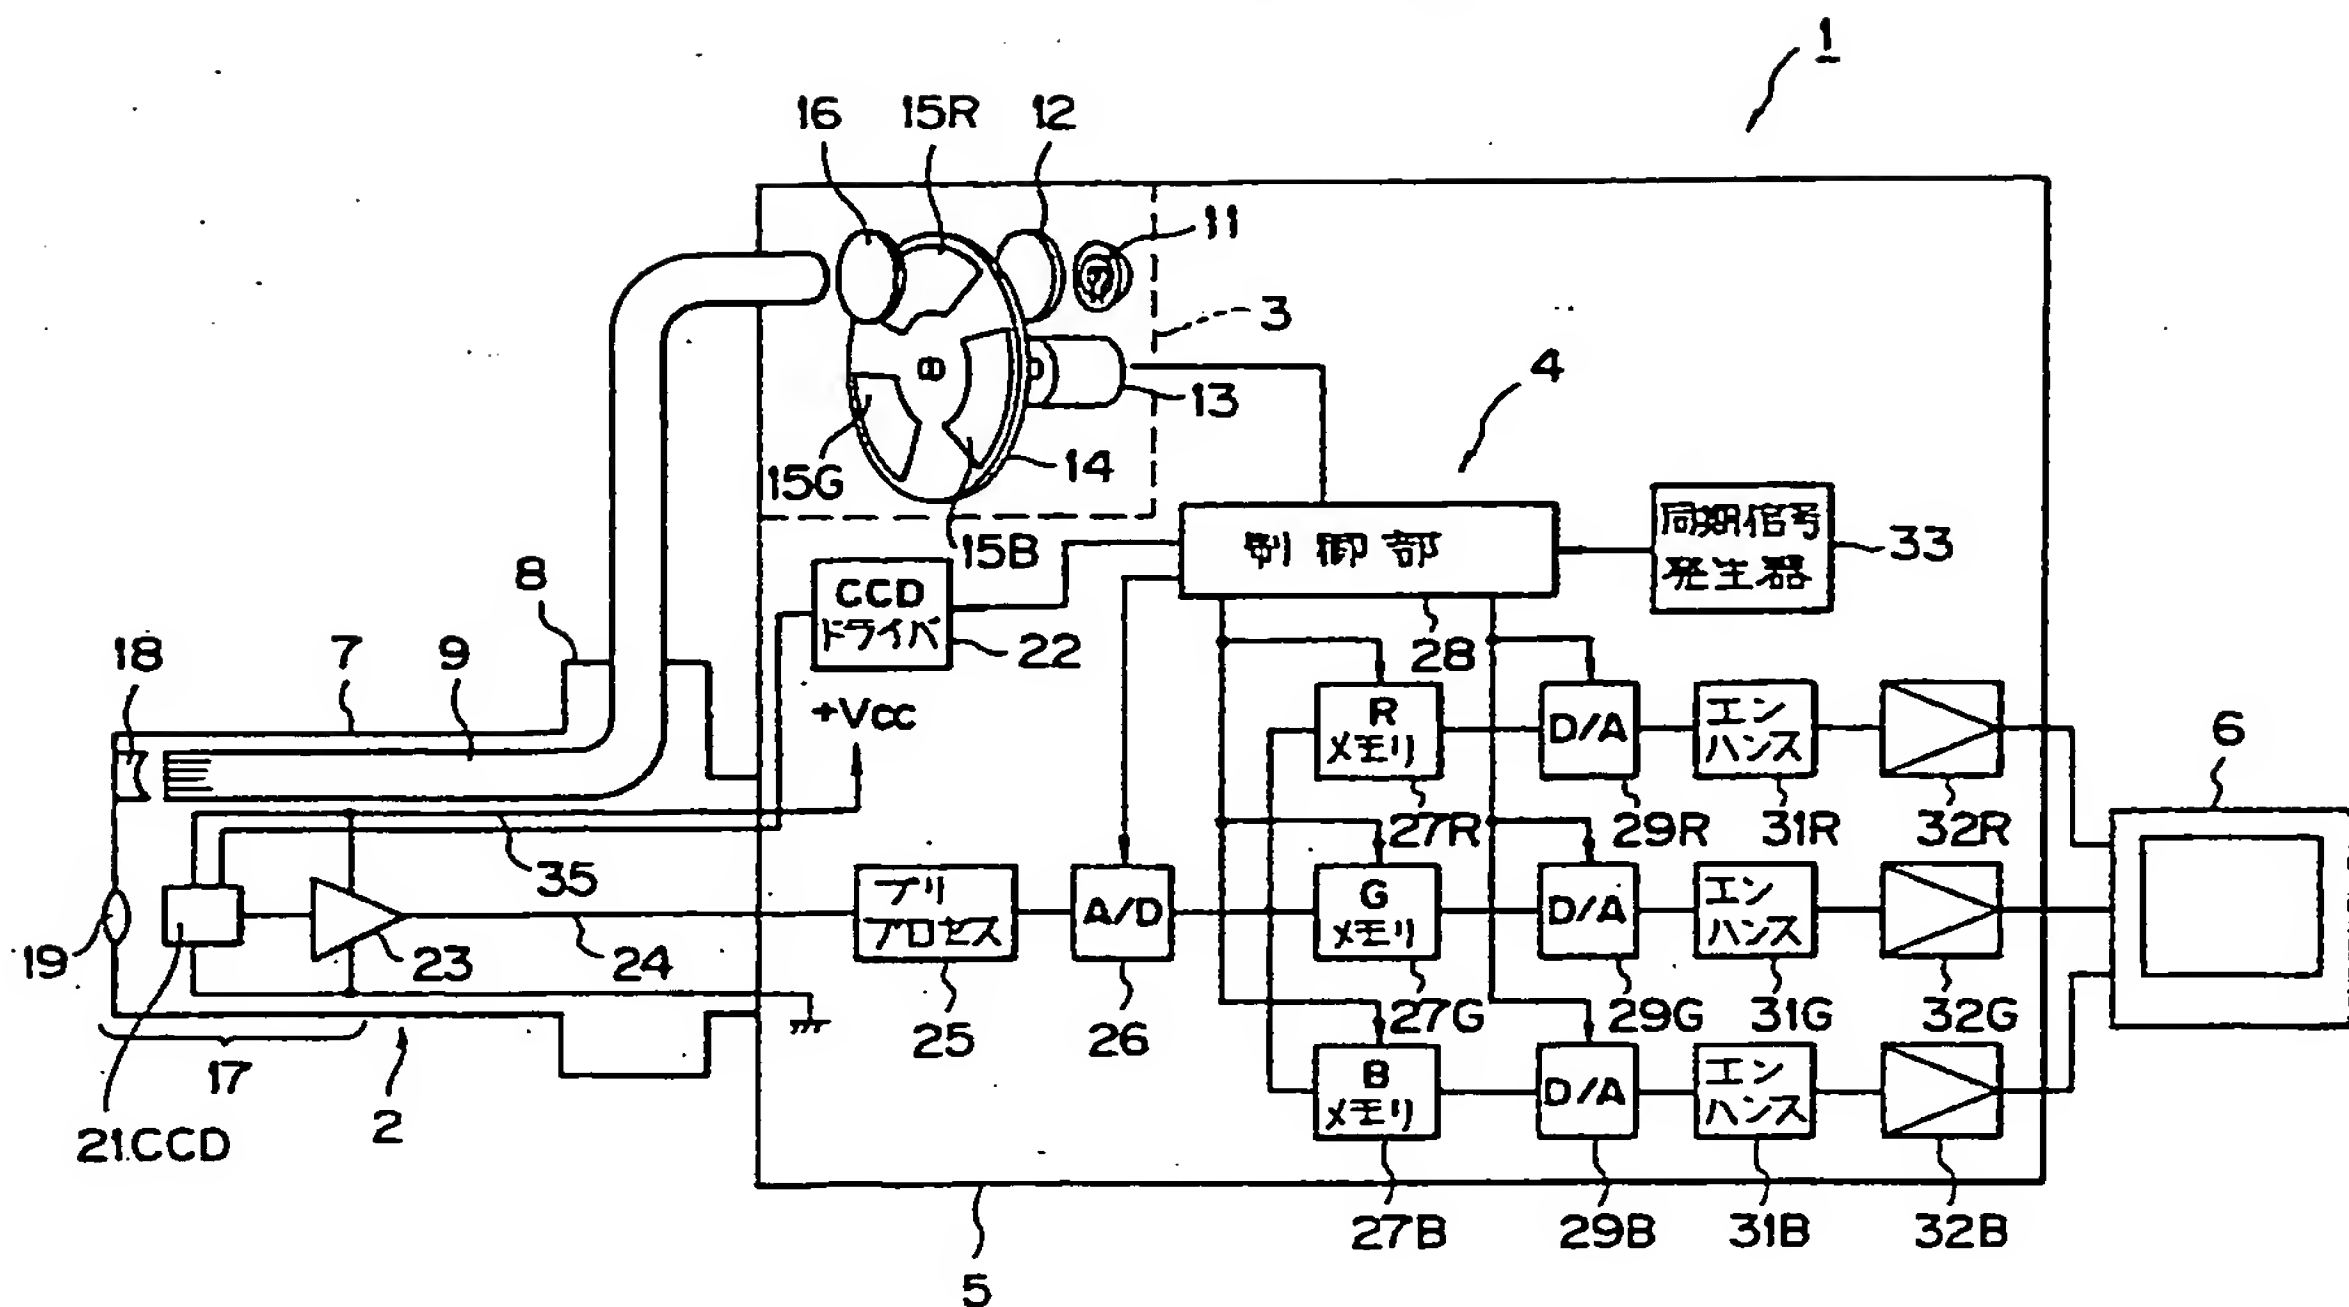 1
16
15R
12
11
3
4
13
14
15G
15B
制御部
同期信号
発生器
33
8
CCD
ドライバ
22
28
18
7
9
+Vcc
R
メモリ
D/A
エン
ハンス
6
27R
29R
31R
32R
35
プリ
プロセス
A/D
G
メモリ
D/A
エン
ハンス
19
23
24
25
26
27G
29G
31G
32G
17
2
21CCD
B
メモリ
D/A
エン
ハンス
27B
29B
31B
32B
5